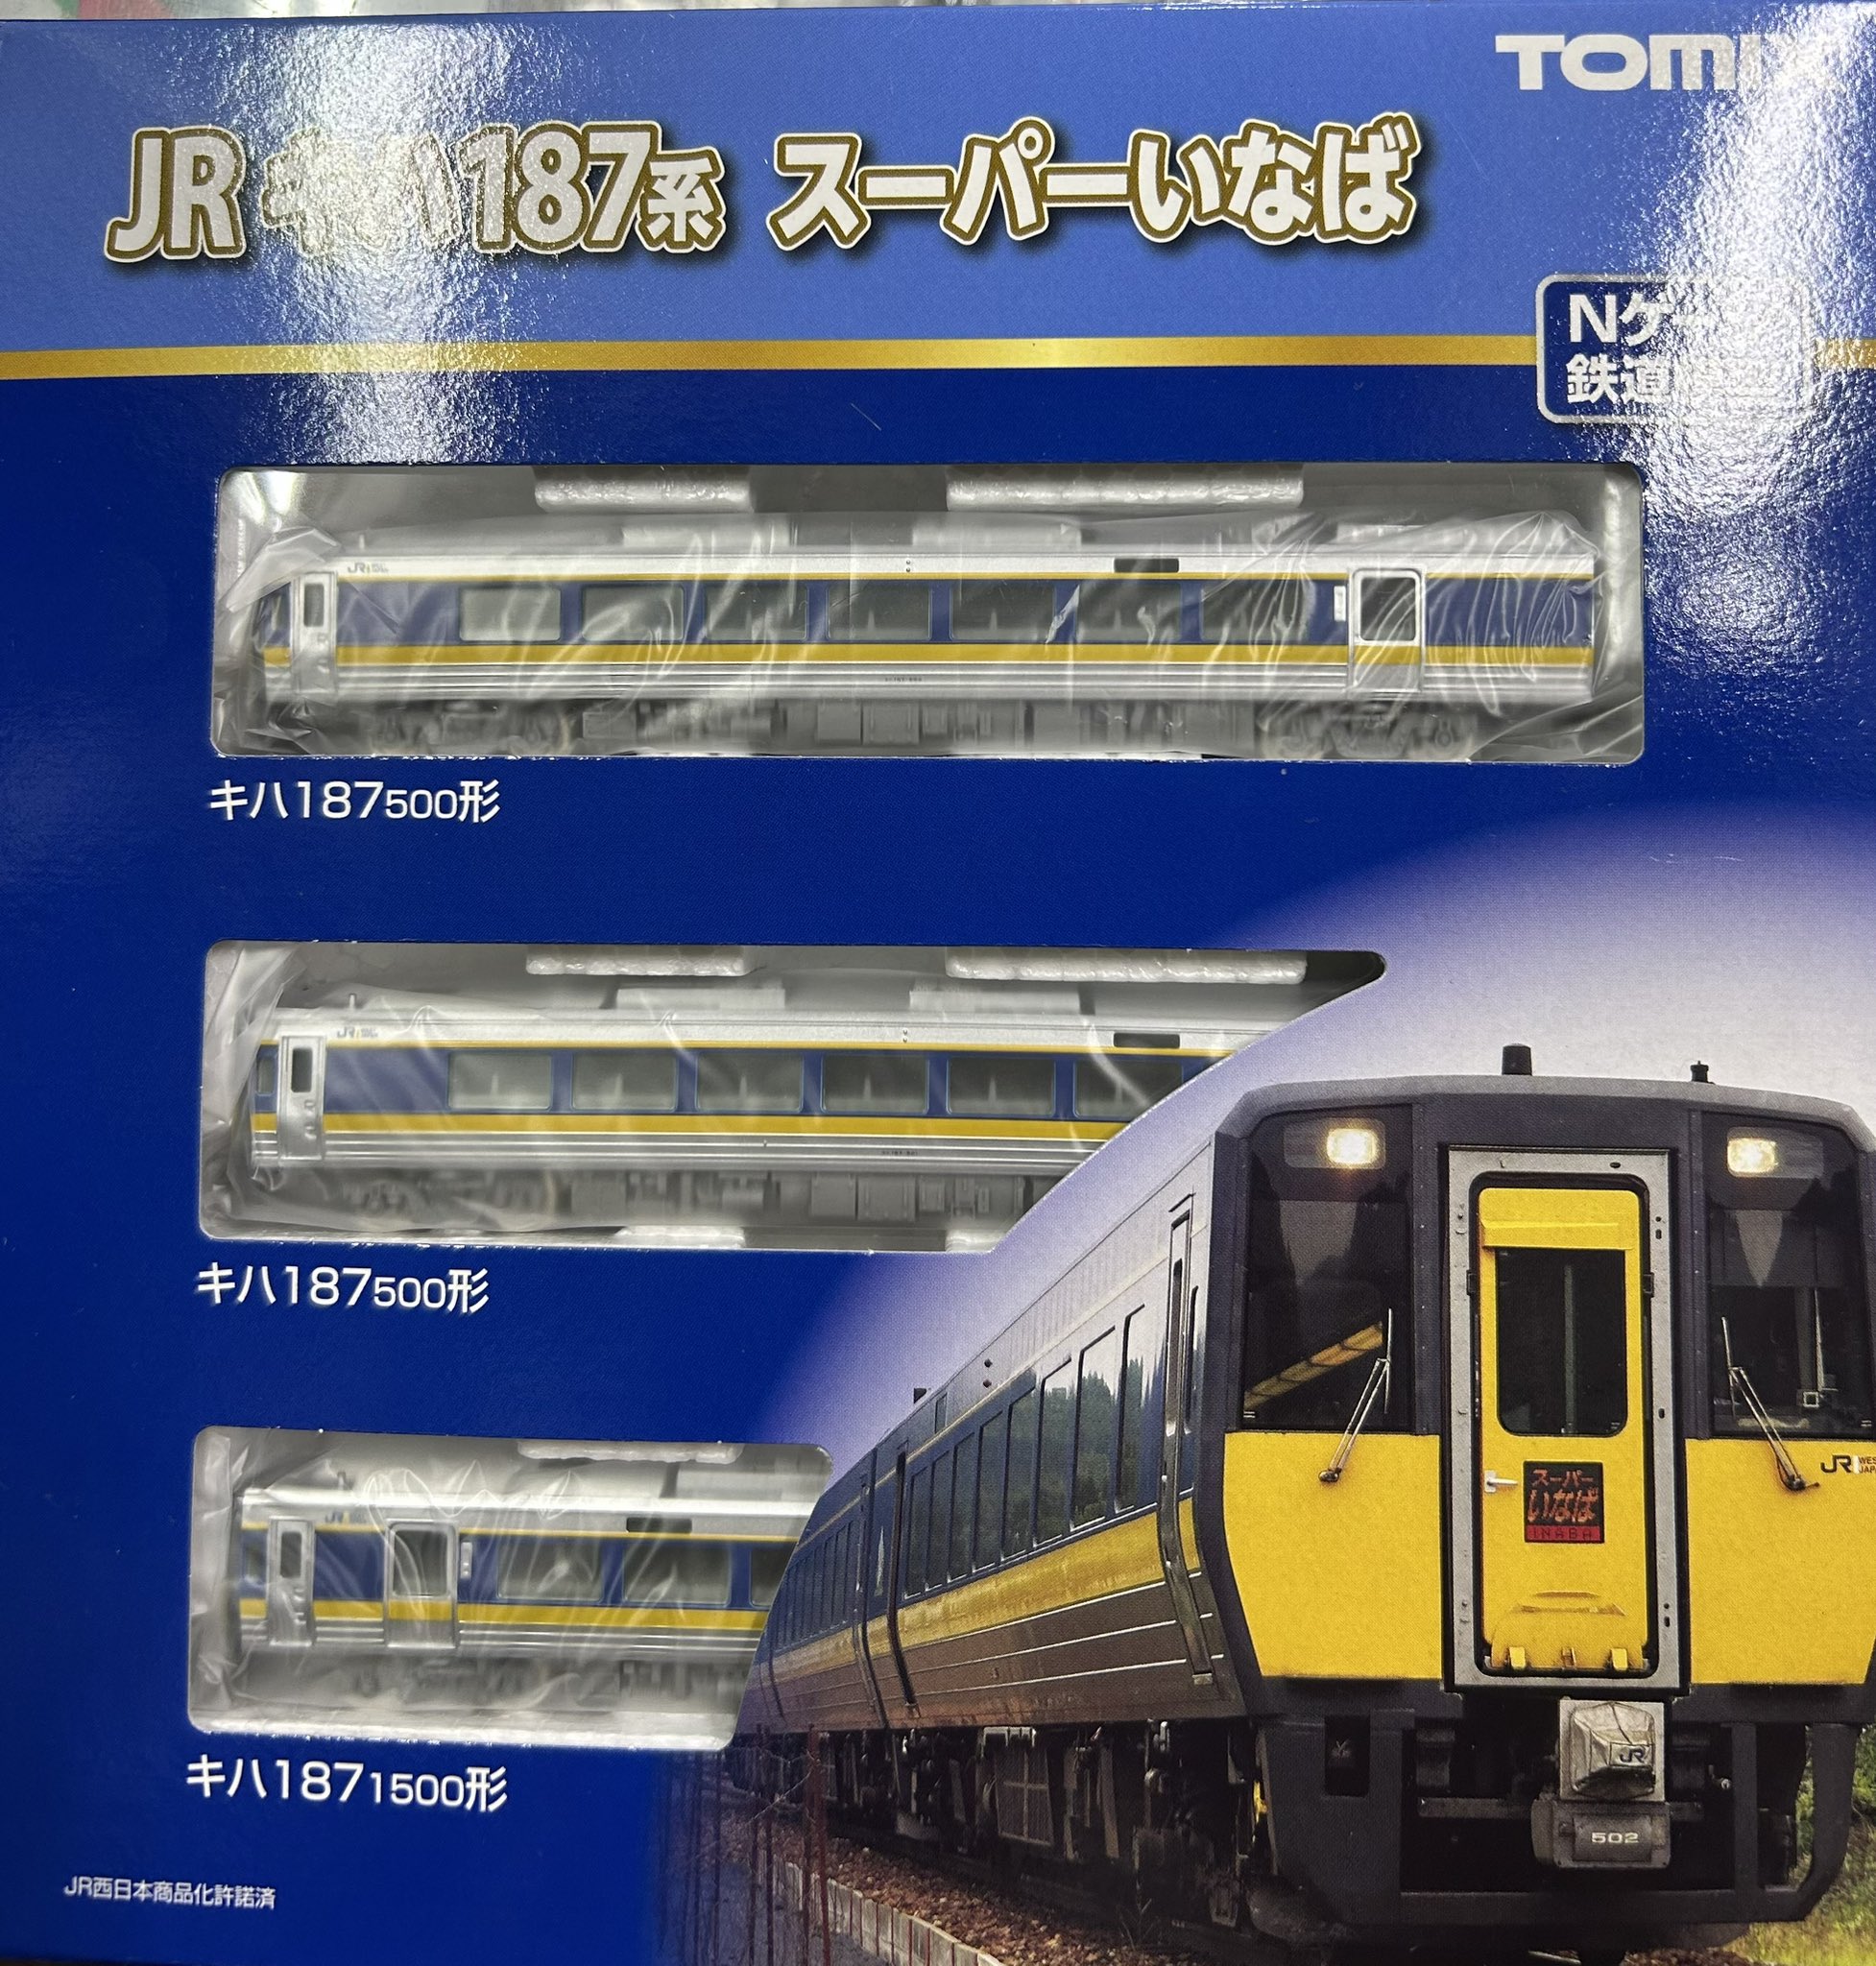 TOMIX
JR キハ187系 スーパーいなば
Nゲージ
鉄道模型
キハ187500形
キハ187500形
キハ1871500形
JR西日本商品化許諾済
スーパー
いなば
INABA
JR
JR
502